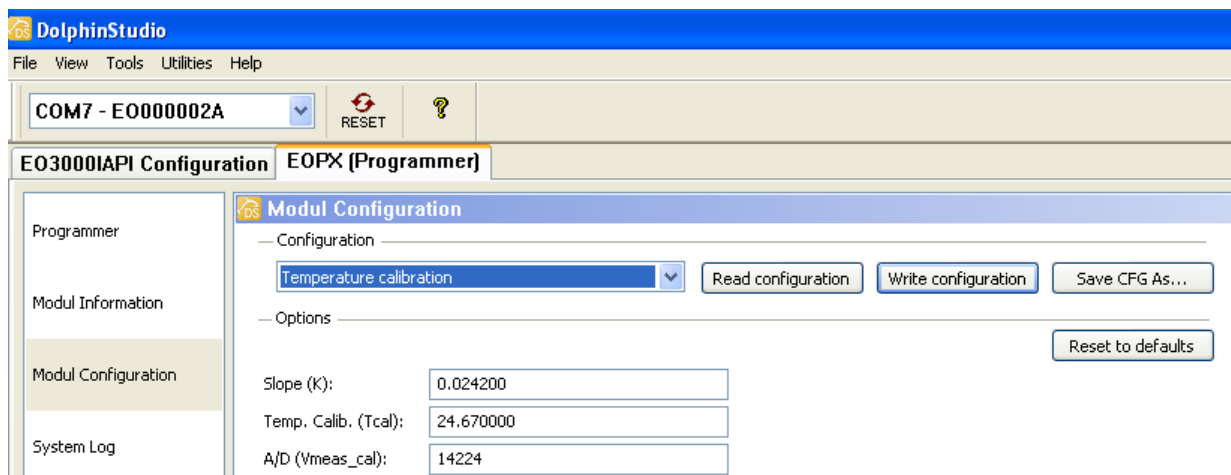 DolphinStudio
File View Tools Utilities Help
COM7 - EO000002A
RESET
?
EO3000IAPI Configuration EOPX (Programmer)
Programmer
Modul Information
Modul Configuration
System Log
DS Modul Configuration
Configuration
Temperature calibration Read configuration Write configuration Save CFG As...
Options
Reset to defaults
Slope (K): 0.024200
Temp. Calib. (Tcal): 24.670000
A/D (Vmeas_cal): 14224